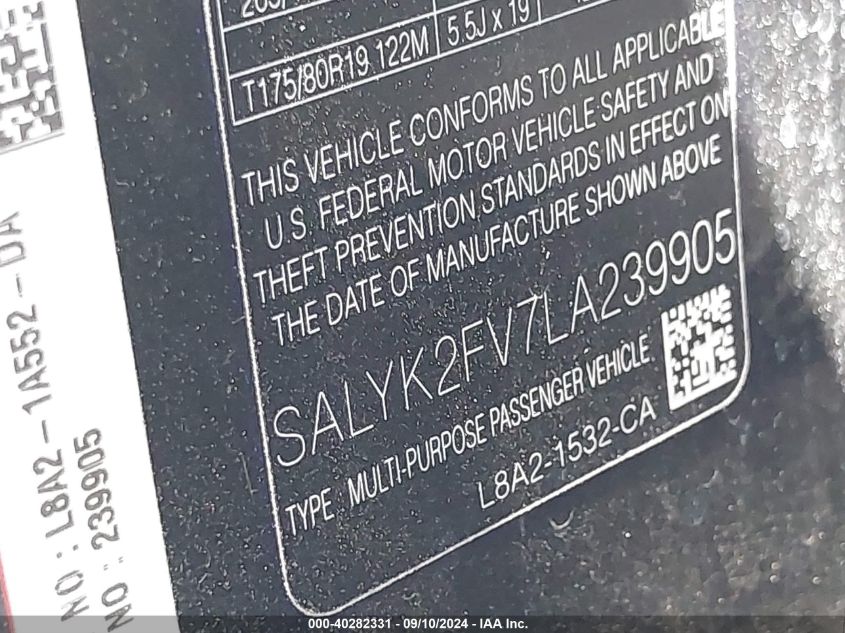 T175/80R19 122M 5.5J x 19
THIS VEHICLE CONFORMS TO ALL APPLICABLE
U.S. FEDERAL MOTOR VEHICLE SAFETY AND
THEFT PREVENTION STANDARDS IN EFFECT ON
THE DATE OF MANUFACTURE SHOWN ABOVE
SALYK2FV7LA239905
TYPE MULTI-PURPOSE PASSENGER VEHICLE
L8A2-1532-CA
NO : L8A2-1A552-DA
NO : 239905
000-40282331 - 09/10/2024 - IAA Inc.